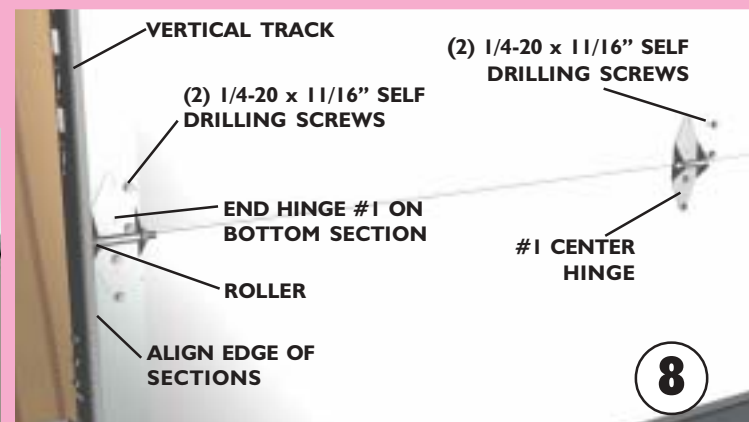 VERTICAL TRACK
(2) 1/4-20 x 11/16” SELF
DRILLING SCREWS
(2) 1/4-20 x 11/16” SELF
DRILLING SCREWS
END HINGE #1 ON
BOTTOM SECTION
#1 CENTER
HINGE
ROLLER
ALIGN EDGE OF
SECTIONS
8